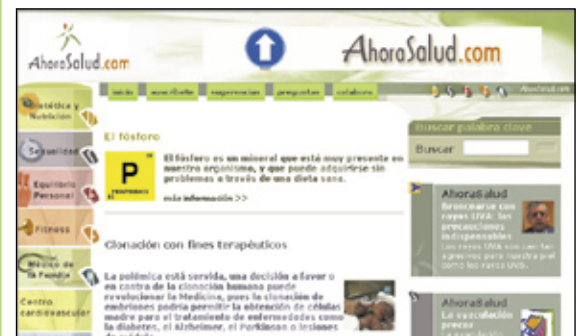 AhoraSalud.com
AhoraSalud.com
inicio suscríbete sugerencias preguntas colabora
AhoraSalud.com
Dietética y
Nutrición
Sexualidad
Equilibrio
Personal
Fitness
Médico de
la Familia
Centro
cardiovascular
El fósforo
P
El fósforo es un mineral que está muy presente en
nuestro organismo, y que puede adquirirse sin
problemas a través de una dieta sana.
más información >>
Clonación con fines terapéuticos
La polémica está servida, una decisión a favor o
en contra de la clonación humana puede
revolucionar la Medicina, pues la clonación de
embriones podría permitir la obtención de células
madre para el tratamiento de enfermedades como
la diabetes, el Alzheimer, el Parkinson o lesiones
de médula
Buscar palabra clave
Buscar
AhoraSalud
Broncearse con
rayos UVA: las
precauciones
indispensables
Los rayos UVA son tan
agresivos para nuestra piel
como los rayos UVB.
AhoraSalud
La eyaculación
precoz